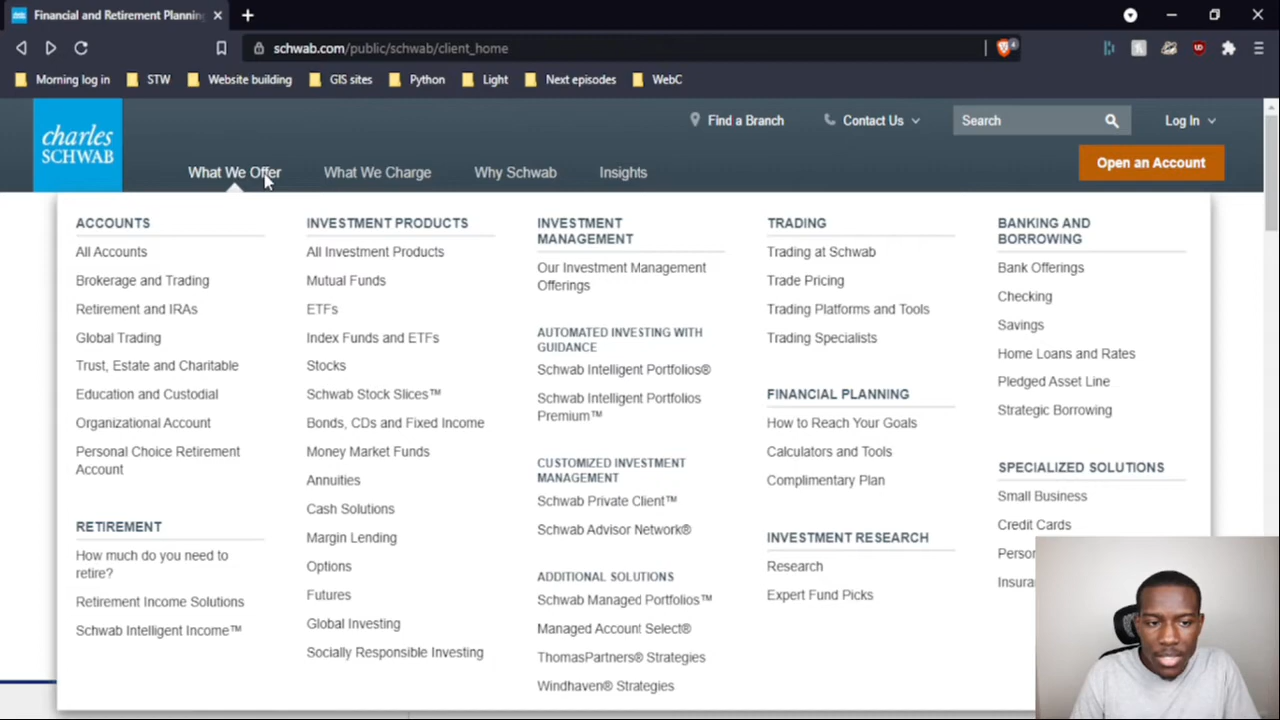 Financial and Retirement Planning
schwab.com/public/schwab/client_home
4
Morning log in
STW
Website building
GIS sites
Python
Light
Next episodes
WebC
charles
SCHWAB
Find a Branch
Contact Us
Search
Log In
What We Offer
What We Charge
Why Schwab
Insights
Open an Account
ACCOUNTS
All Accounts
Brokerage and Trading
Retirement and IRAs
Global Trading
Trust, Estate and Charitable
Education and Custodial
Organizational Account
Personal Choice Retirement
Account
RETIREMENT
How much do you need to
retire?
Retirement Income Solutions
Schwab Intelligent Income™
INVESTMENT PRODUCTS
All Investment Products
Mutual Funds
ETFs
Index Funds and ETFs
Stocks
Schwab Stock Slices™
Bonds, CDs and Fixed Income
Money Market Funds
Annuities
Cash Solutions
Margin Lending
Options
Futures
Global Investing
Socially Responsible Investing
INVESTMENT
MANAGEMENT
Our Investment Management
Offerings
AUTOMATED INVESTING WITH
GUIDANCE
Schwab Intelligent Portfolios®
Schwab Intelligent Portfolios
Premium™
CUSTOMIZED INVESTMENT
MANAGEMENT
Schwab Private Client™
Schwab Advisor Network®
ADDITIONAL SOLUTIONS
Schwab Managed Portfolios™
Managed Account Select®
ThomasPartners® Strategies
Windhaven® Strategies
TRADING
Trading at Schwab
Trade Pricing
Trading Platforms and Tools
Trading Specialists
FINANCIAL PLANNING
How to Reach Your Goals
Calculators and Tools
Complimentary Plan
INVESTMENT RESEARCH
Research
Expert Fund Picks
BANKING AND
BORROWING
Bank Offerings
Checking
Savings
Home Loans and Rates
Pledged Asset Line
Strategic Borrowing
SPECIALIZED SOLUTIONS
Small Business
Credit Cards